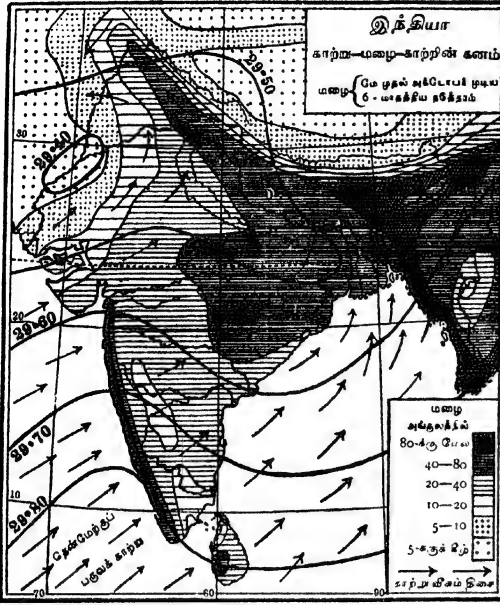 இந்தியா
காற்று—மழை—காற்றின் கனம்
மழை { மே முதல் அக்டோபர் முடிய
6 - மாதத்திய
29·50
29·40
30
29·60
20
29·70
29·80
10
தென்மேற்குப்
பருவக் காற்று
70
80
90
மழை
அங்குலத்தில்
80-க்கு மேல்
40—80
20—40
10—20
5—10
5-க்குக் கீழ்
காற்று வீசும் திசை